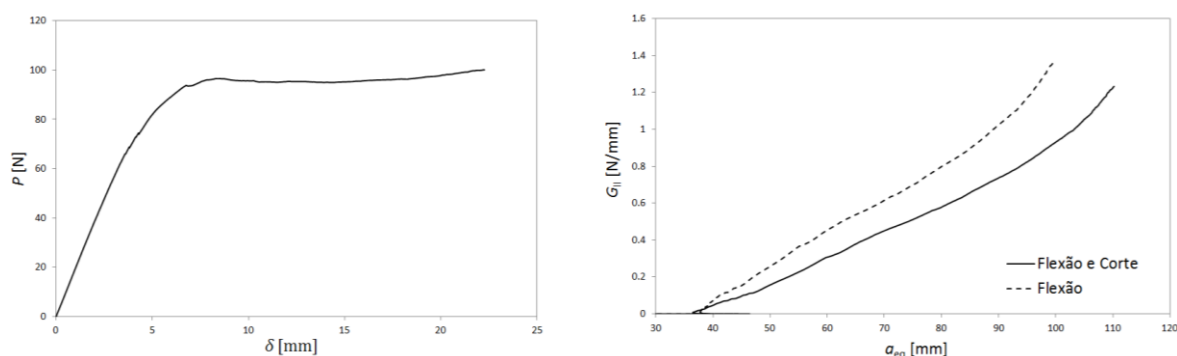 120
100
80
60
40
20
0
P [N]
0 5 10 15 20 25
δ [mm]
1.6
1.4
1.2
1
0.8
0.6
0.4
0.2
0
G_II [N/mm]
Flexão e Corte
Flexão
30 40 50 60 70 80 90 100 110 120
a_eq [mm]